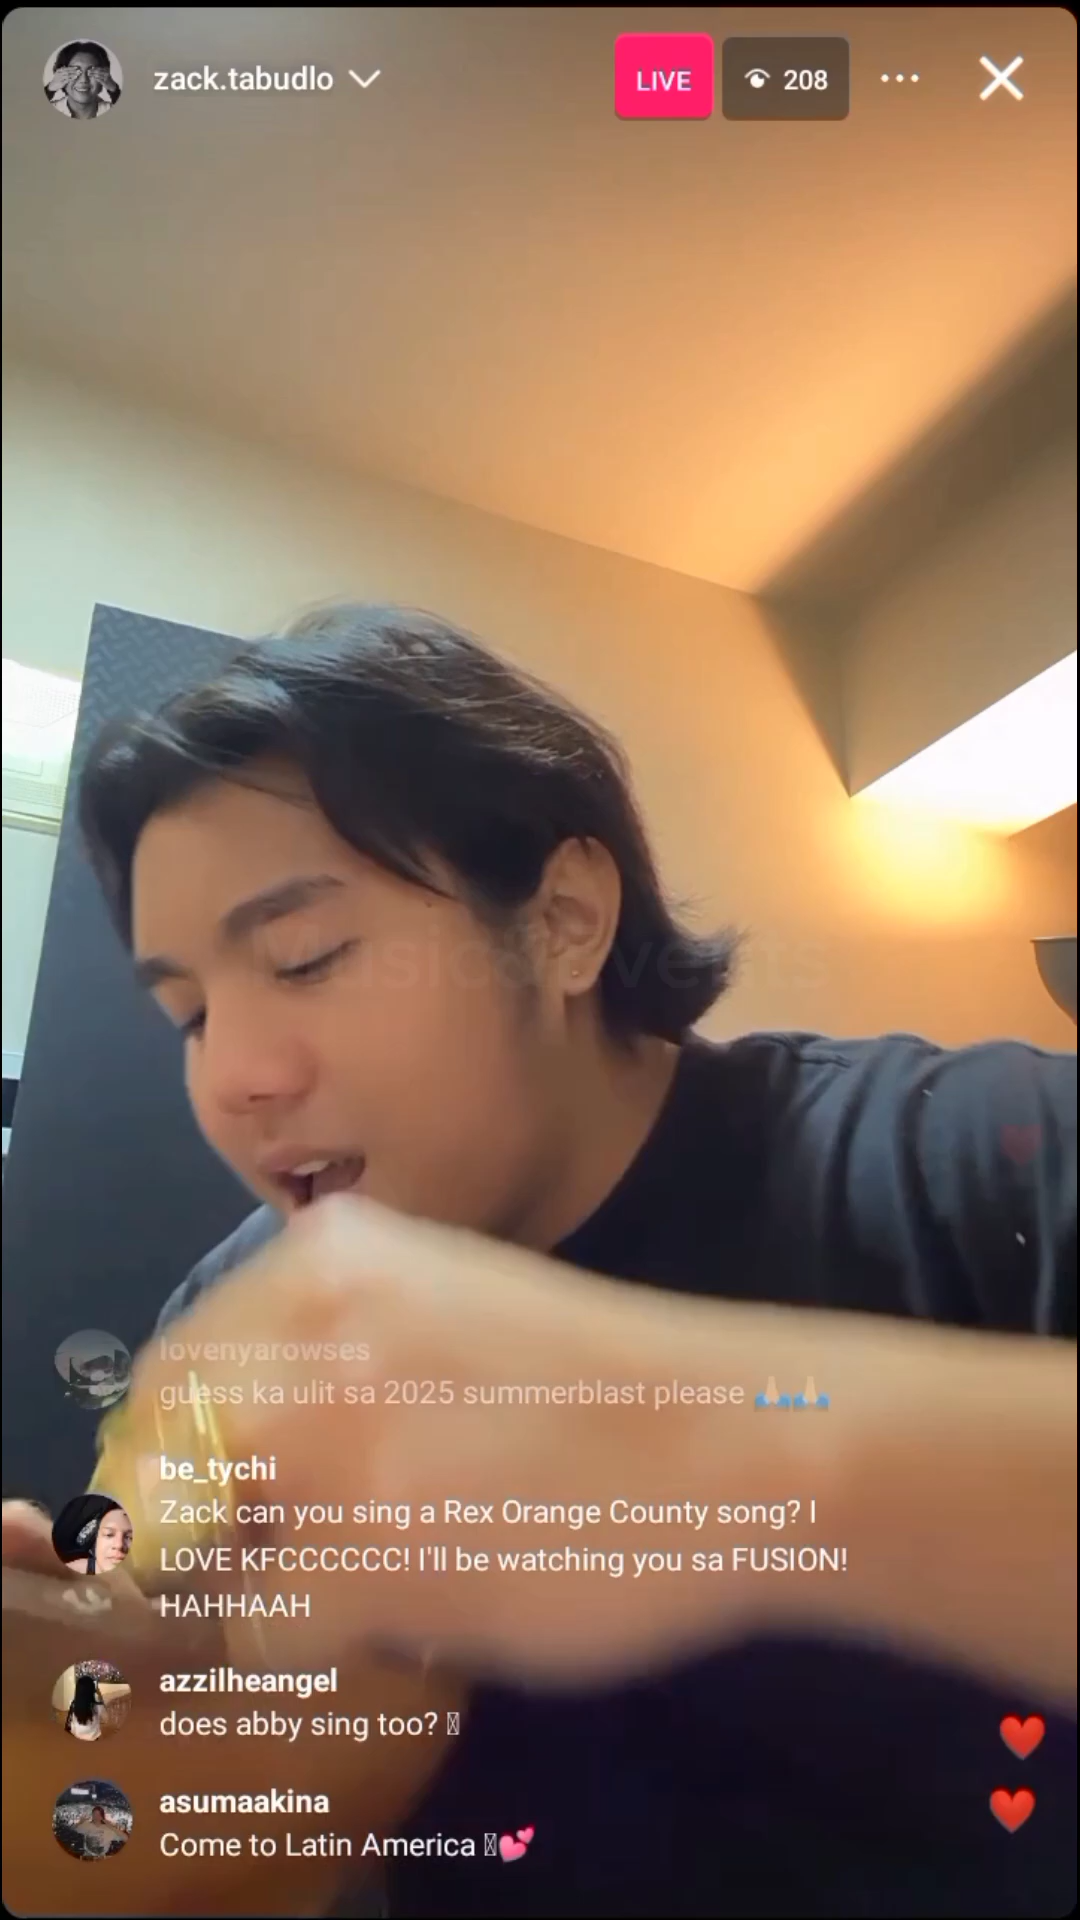 zack.tabudlo
LIVE
208
Music & Events
lovenyarowses
guess ka ulit sa 2025 summerblast please 🙏🙏
be_tychi
Zack can you sing a Rex Orange County song? I
LOVE KFCCCCCC! I'll be watching you sa FUSION!
HAHHAAH
azzilheangel
does abby sing too?
asumaakina
Come to Latin America 💕